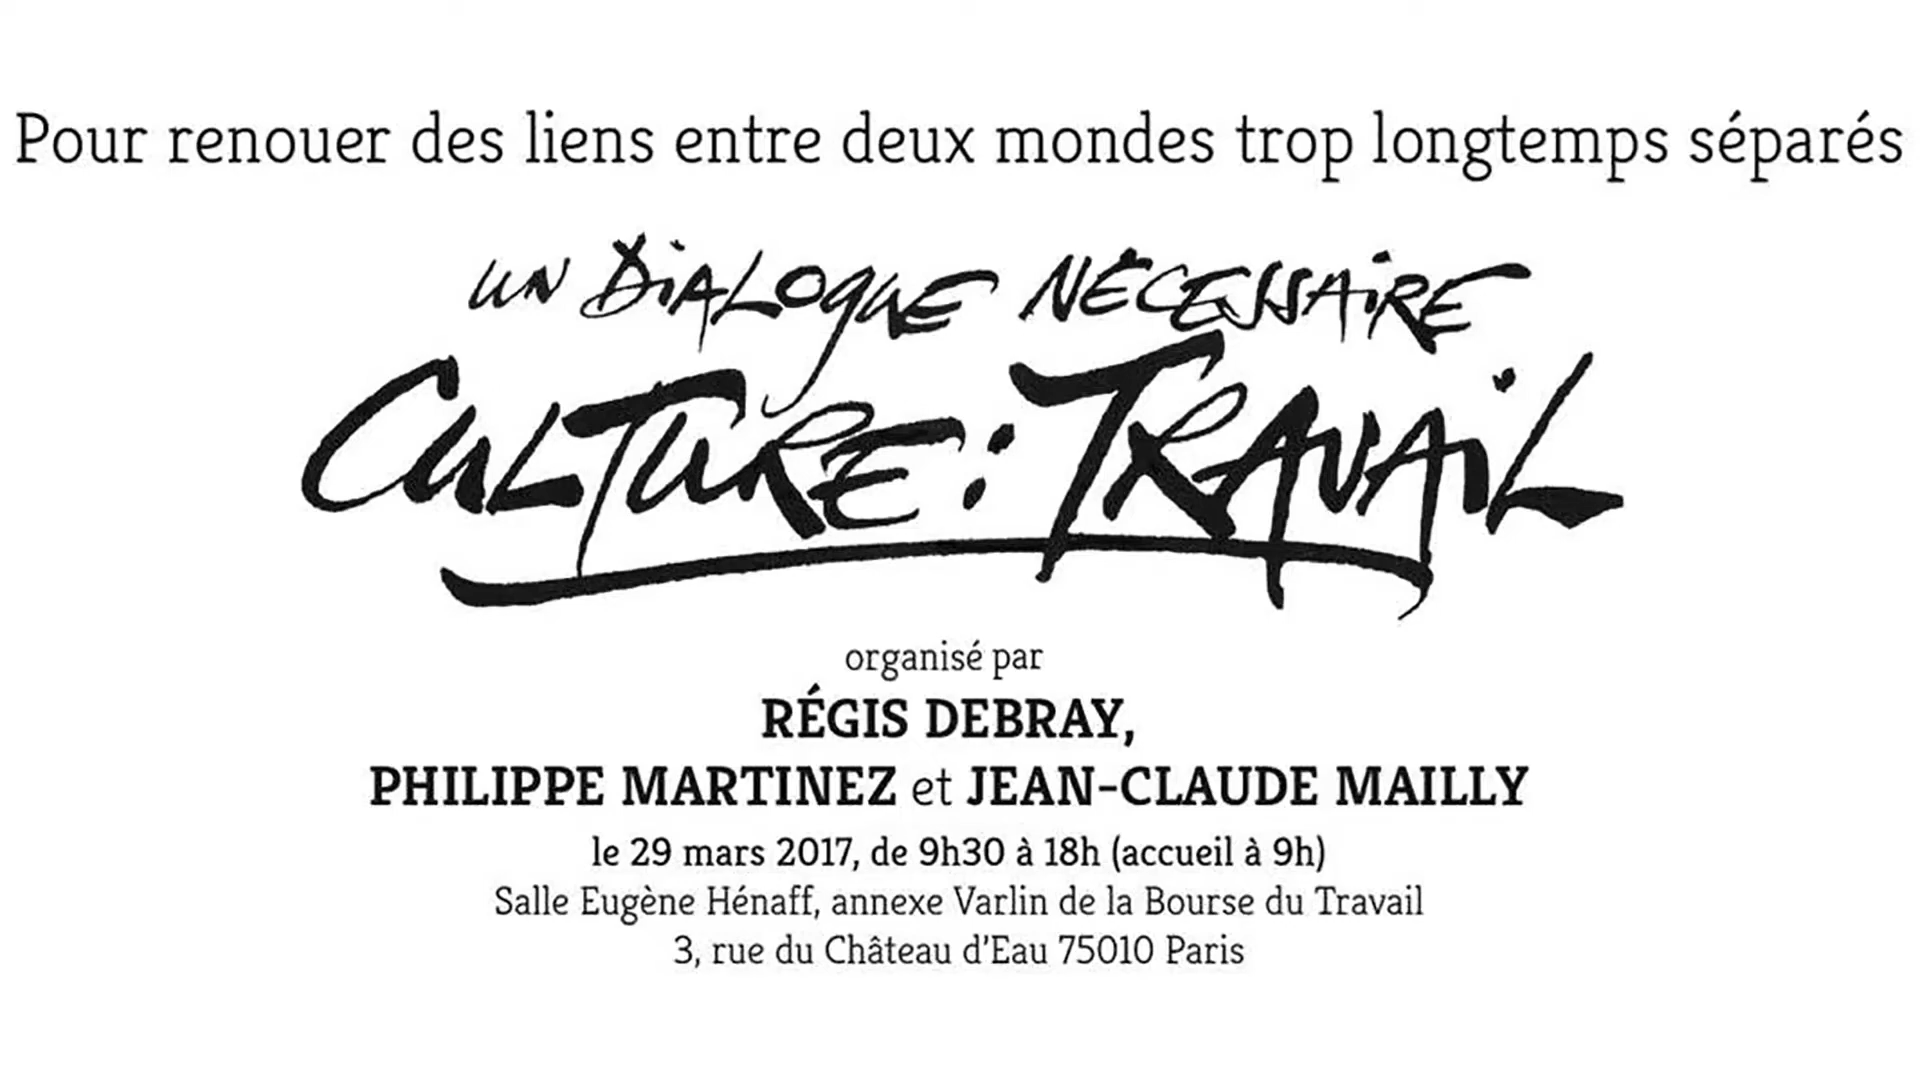 Pour renouer des liens entre deux mondes trop longtemps séparés
UN DiALOGUE NÉCESSAiRE
CULTURE : TRAVAiL
organisé par
RÉGIS DEBRAY,
PHILIPPE MARTINEZ et JEAN-CLAUDE MAILLY
le 29 mars 2017, de 9h30 à 18h (accueil à 9h)
Salle Eugène Hénaff, annexe Varlin de la Bourse du Travail
3, rue du Château d'Eau 75010 Paris